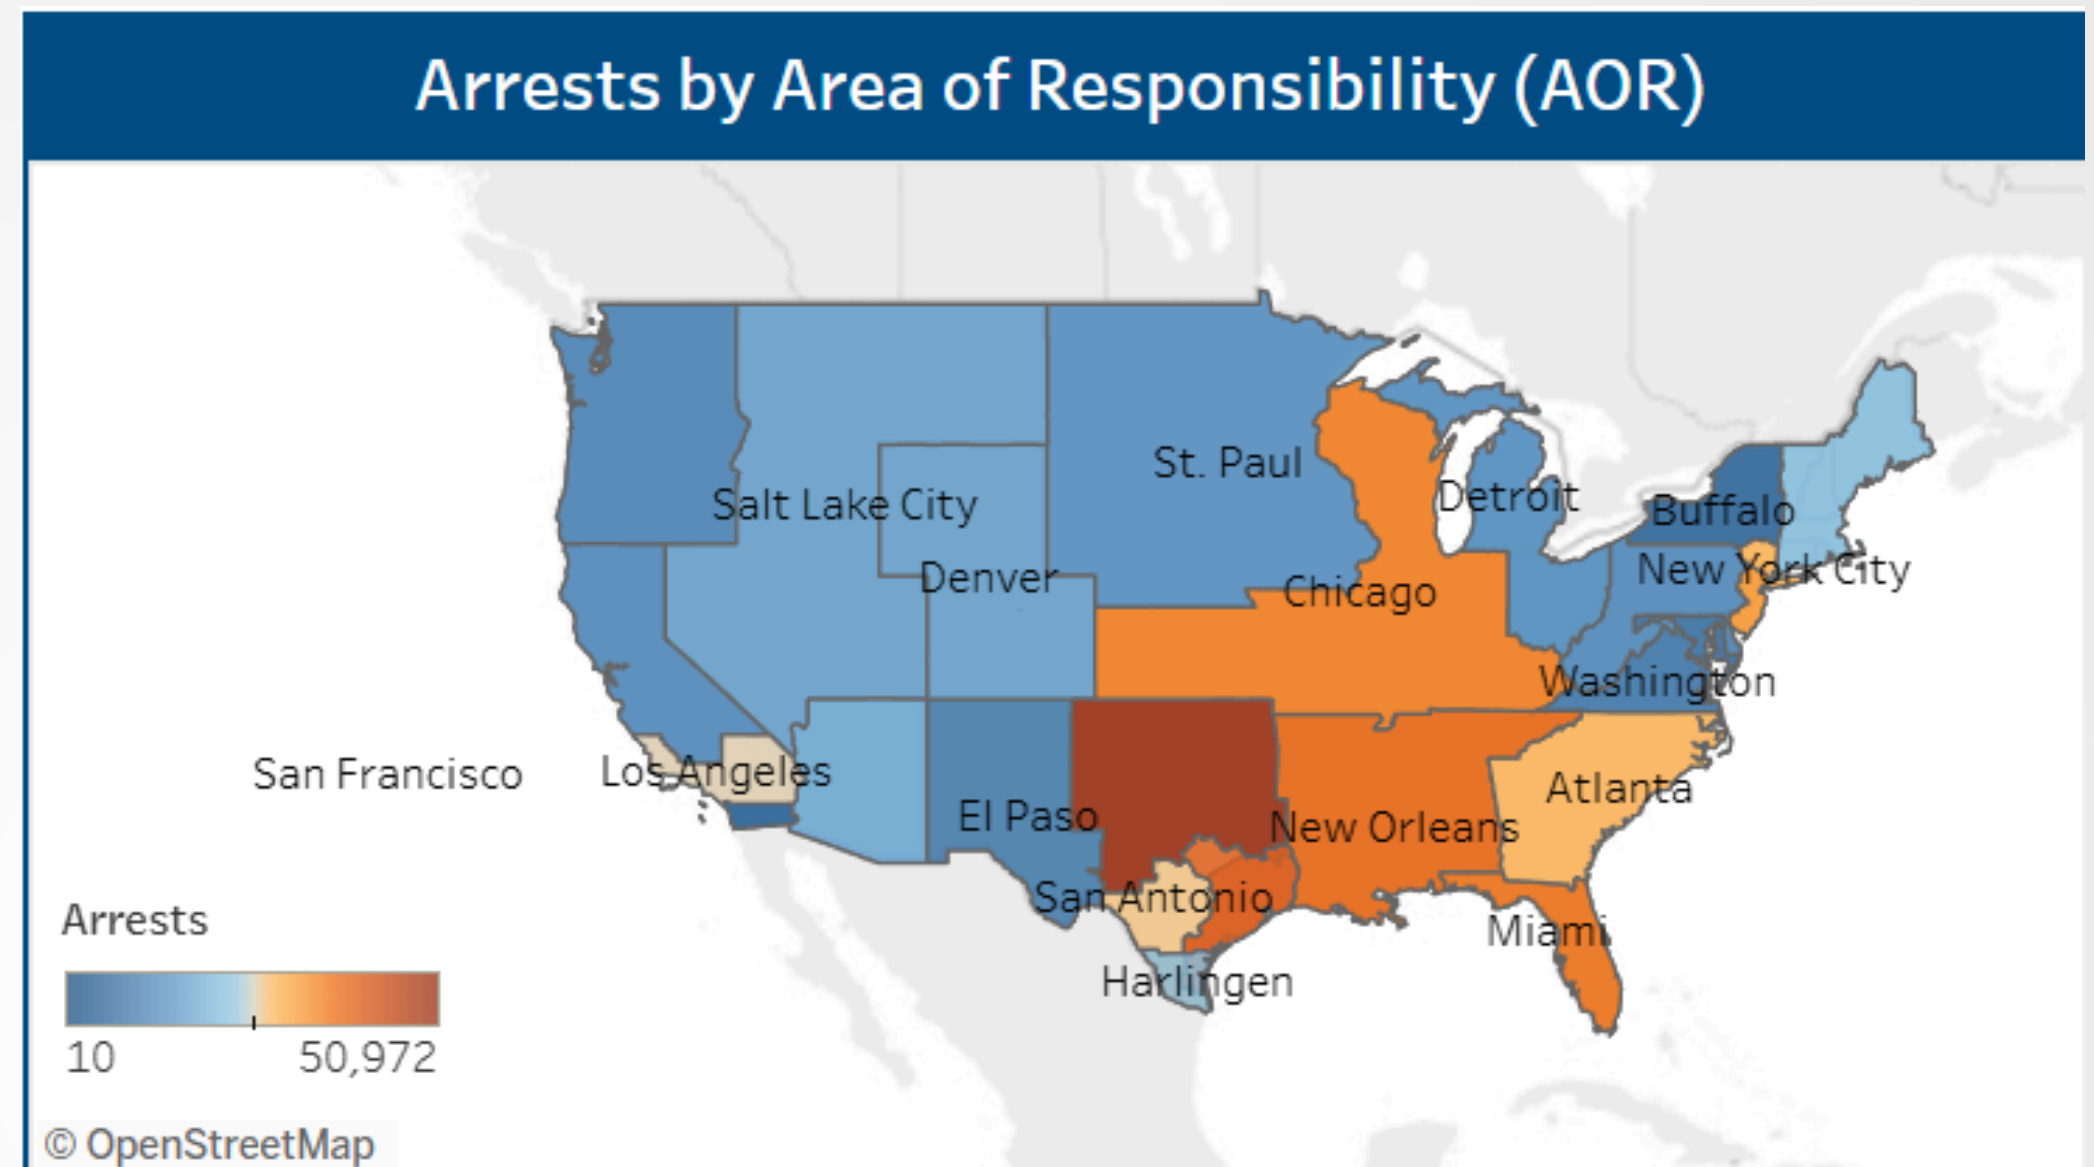 Arrests by Area of Responsibility (AOR)
St. Paul
Salt Lake City
Detroit
Buffalo
New York City
Denver
Chicago
Washington
San Francisco
Los Angeles
Atlanta
El Paso
New Orleans
San Antonio
Miami
Harlingen
Arrests
10
50,972
© OpenStreetMap